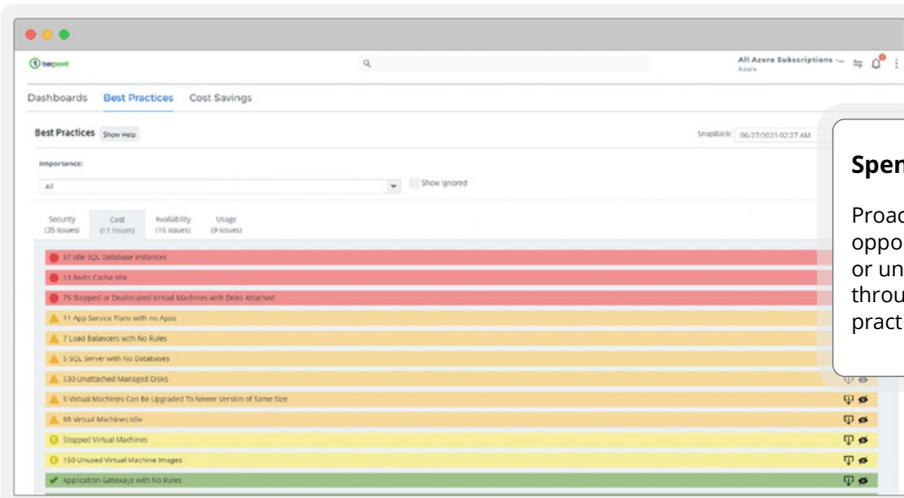 All Azure Subscriptions
Azure
Dashboards Best Practices Cost Savings
Best Practices Show Help
SnapBack: 06/27/2023 02:27 AM
Importance:
All
Show Ignored
Security Cost Availability Usage
(35 issues) (11 issues) (10 issues) (9 issues)
37 Idle SQL Database Instances
13 Redis Cache Idle
75 Stopped or Deallocated Virtual Machines with Disks Attached
11 App Service Plans with no Apps
7 Load Balancers with No Rules
5 SQL Server with No Databases
530 Unattached Managed Disks
5 Virtual Machines Can Be Upgraded To Newer Version of Same Size
88 Virtual Machines Idle
Stopped Virtual Machines
150 Unused Virtual Machine Images
Application Gateways with No Rules
Spen
Proac
oppo
or un
throu
pract